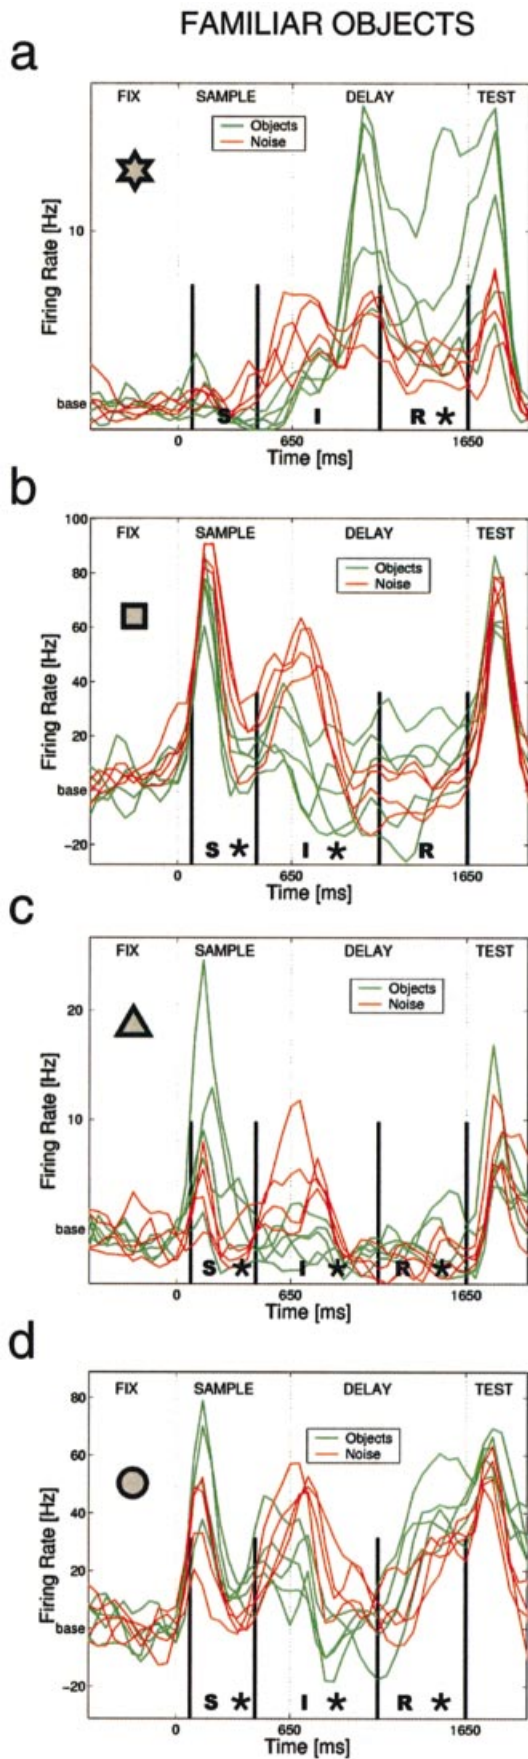 FAMILIAR OBJECTS
a
FIX SAMPLE DELAY TEST
Objects
Noise
10
base
Firing Rate [Hz]
S I R *
0 650 1650
Time [ms]
b
100
FIX SAMPLE DELAY TEST
80
Objects
Noise
60
40
20
base
-20
Firing Rate [Hz]
S * I * R
0 650 1650
Time [ms]
c
FIX SAMPLE DELAY TEST
Objects
Noise
20
10
base
Firing Rate [Hz]
S * I * R *
0 650 1650
Time [ms]
d
FIX SAMPLE DELAY TEST
80
Objects
Noise
60
40
20
base
-20
Firing Rate [Hz]
S * I * R *
0 650 1650
Time [ms]